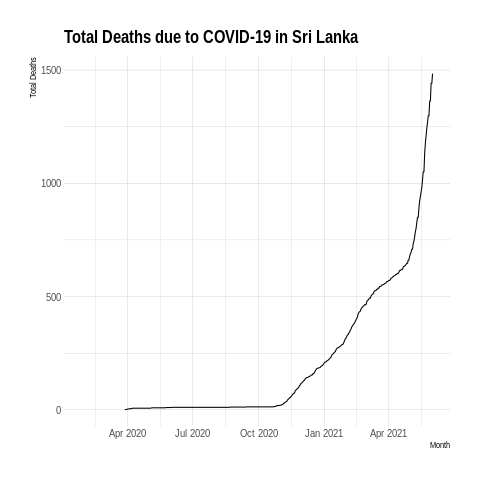 Total Deaths due to COVID-19 in Sri Lanka
Total Deaths
1500
1000
500
0
Apr 2020 Jul 2020 Oct 2020 Jan 2021 Apr 2021
Month